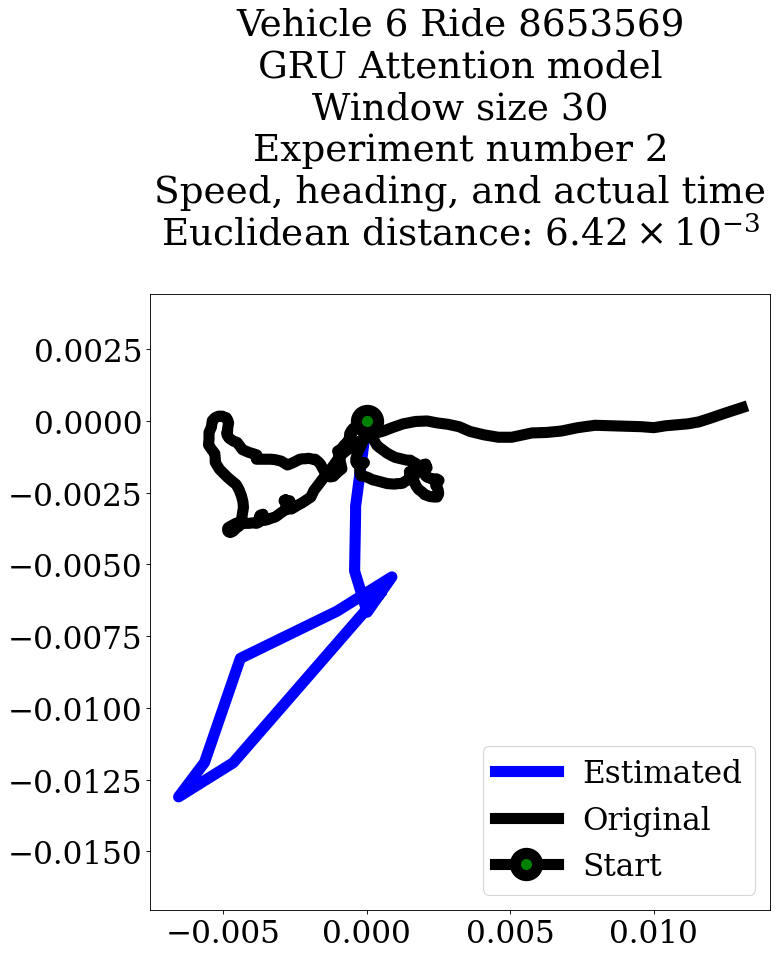 Vehicle 6 Ride 8653569
GRU Attention model
Window size 30
Experiment number 2
Speed, heading, and actual time
Euclidean distance: 6.42 × 10⁻³
0.0025
0.0000
−0.0025
−0.0050
−0.0075
−0.0100
−0.0125
−0.0150
Estimated
Original
Start
−0.005 0.000 0.005 0.010